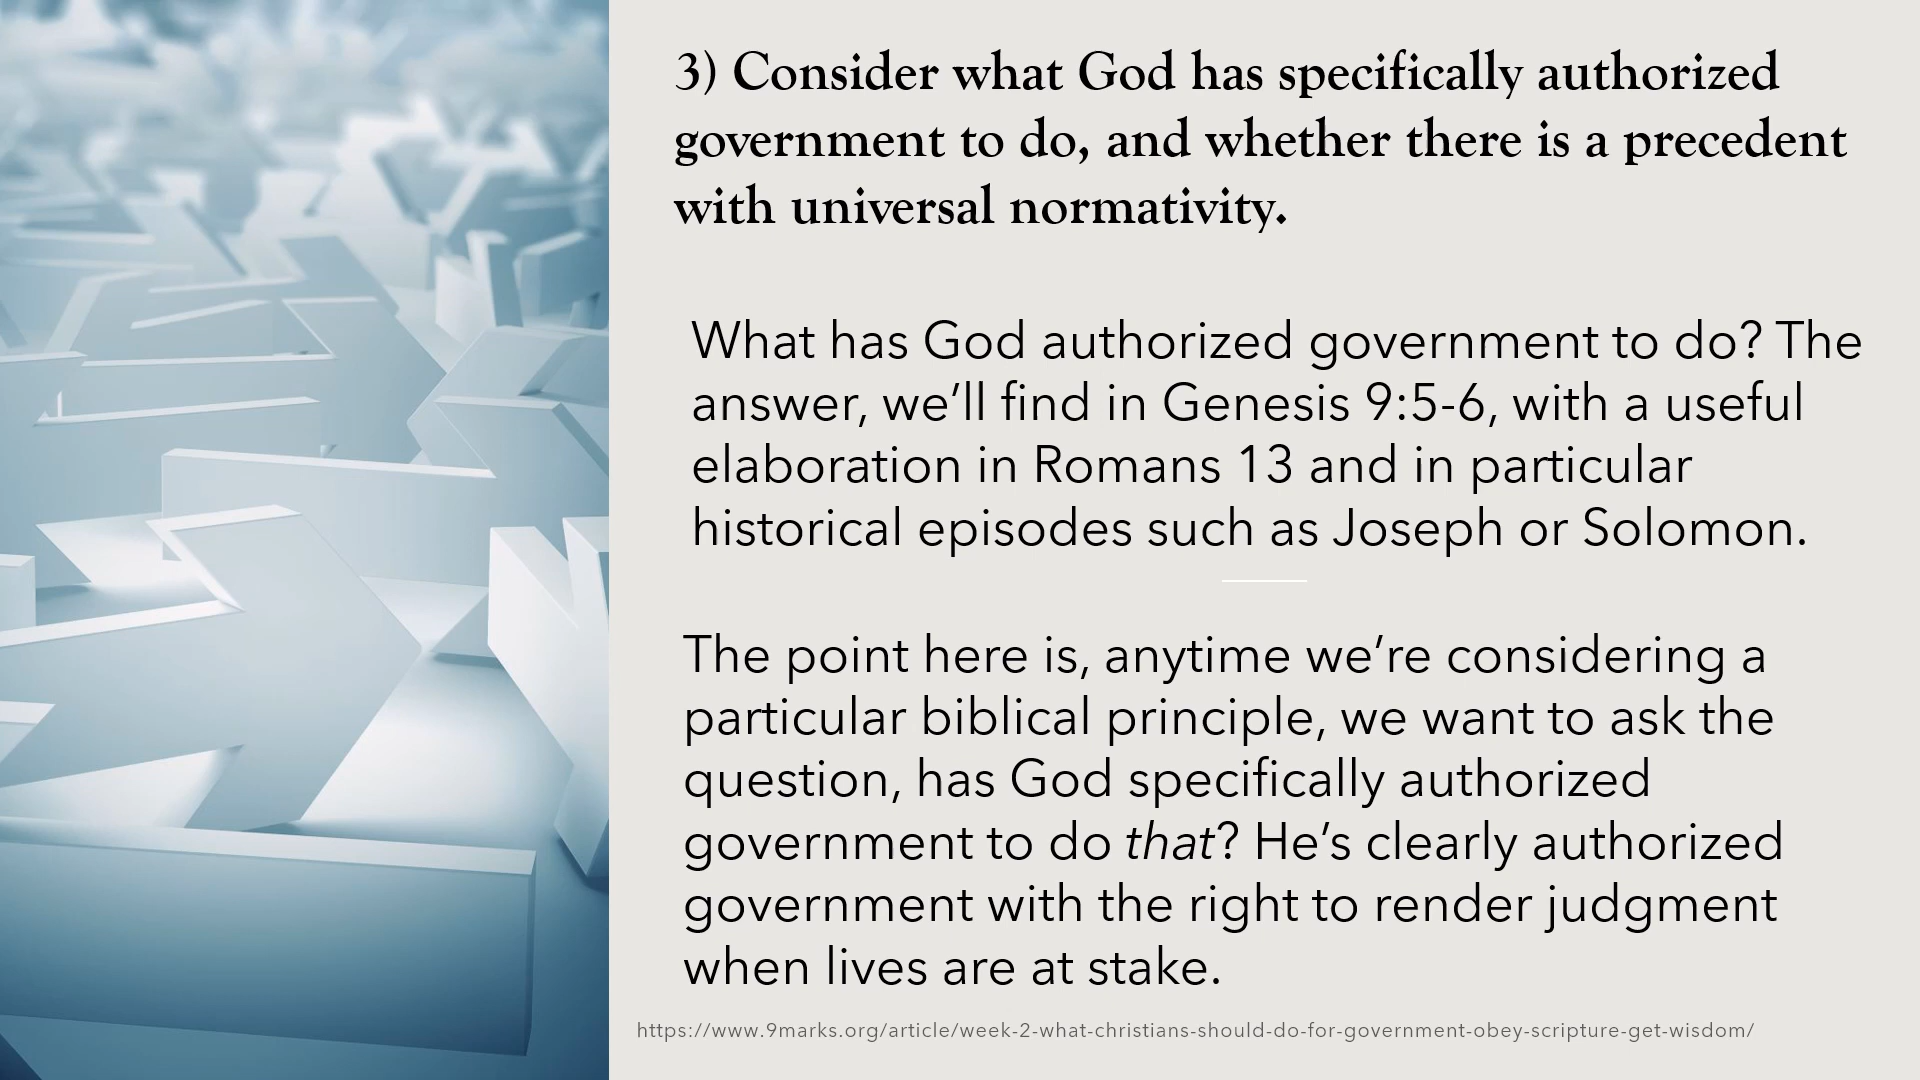 3) Consider what God has specifically authorized
government to do, and whether there is a precedent
with universal normativity.
What has God authorized government to do? The
answer, we’ll find in Genesis 9:5-6, with a useful
elaboration in Romans 13 and in particular
historical episodes such as Joseph or Solomon.
The point here is, anytime we’re considering a
particular biblical principle, we want to ask the
question, has God specifically authorized
government to do that? He’s clearly authorized
government with the right to render judgment
when lives are at stake.
https://www.9marks.org/article/week-2-what-christians-should-do-for-government-obey-scripture-get-wisdom/